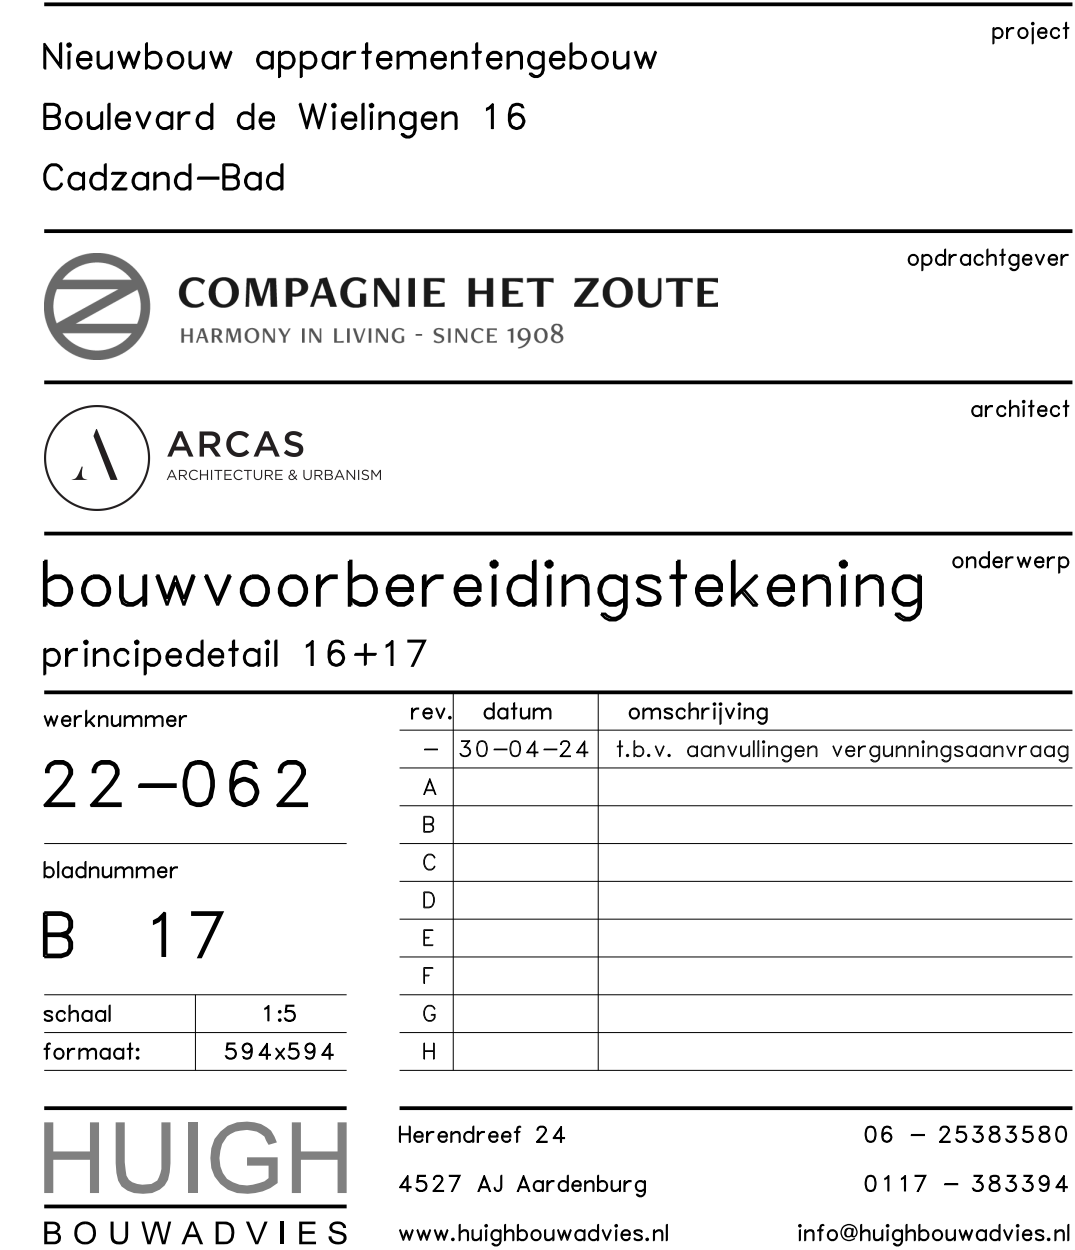 project
Nieuwbouw appartementengebouw
Boulevard de Wielingen 16
Cadzand-Bad
opdrachtgever
COMPAGNIE HET ZOUTE
HARMONY IN LIVING - SINCE 1908
architect
A
ARCAS
ARCHITECTURE & URBANISM
onderwerp
bouwvoorbereidingstekening
principedetail 16+17
werknummer
22-062
bladnummer
B 17
schaal 1:5
formaat: 594x594
rev. datum omschrijving
- 30-04-24 t.b.v. aanvullingen vergunningsaanvraag
A
B
C
D
E
F
G
H
HUIGH
BOUWADVIES
Herendreef 24 06 - 25383580
4527 AJ Aardenburg 0117 - 383394
www.huighbouwadvies.nl info@huighbouwadvies.nl